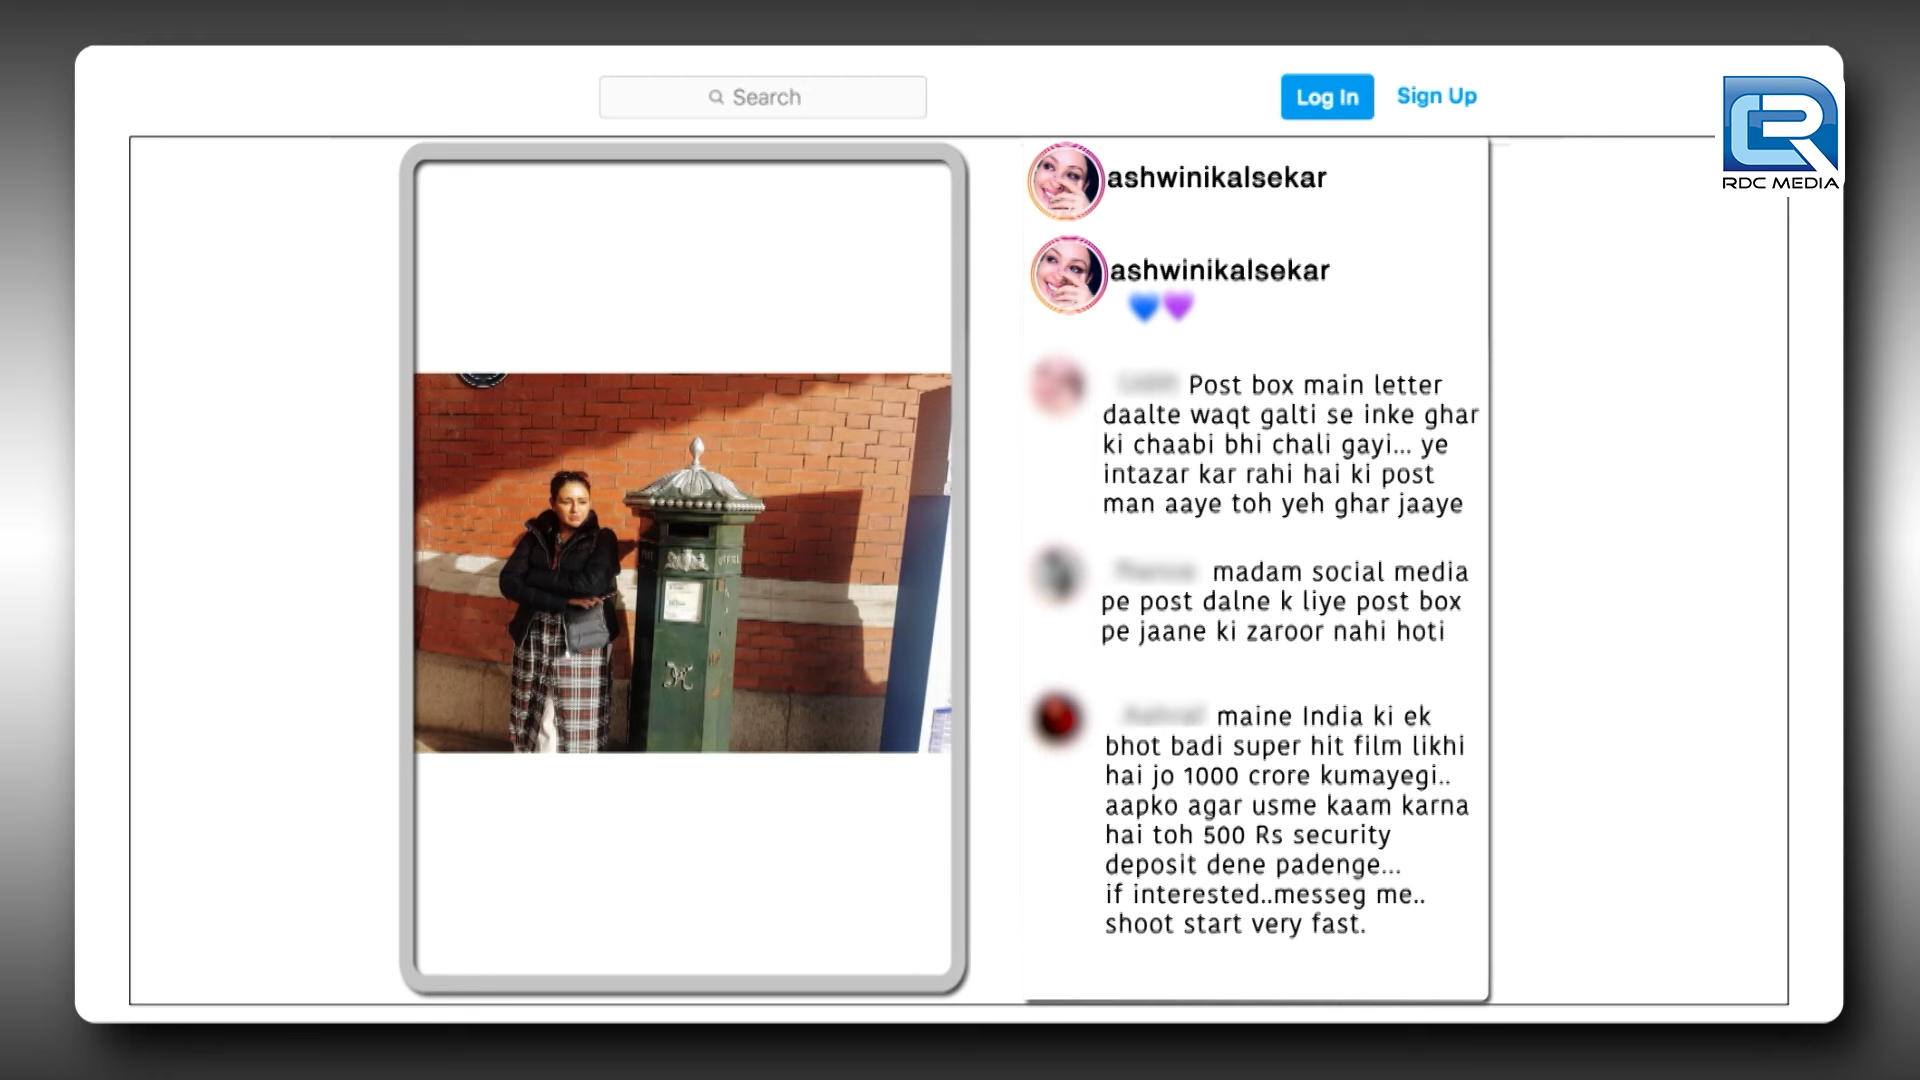 Search
Log In
Sign Up
RDC MEDIA
ashwinikalsekar
ashwinikalsekar
💙💜
Post box main letter
daalte waqt galti se inke ghar
ki chaabi bhi chali gayi... ye
intazar kar rahi hai ki post
man aaye toh yeh ghar jaaye
madam social media
pe post dalne k liye post box
pe jaane ki zaroor nahi hoti
maine India ki ek
bhot badi super hit film likhi
hai jo 1000 crore kumayegi..
aapko agar usme kaam karna
hai toh 500 Rs security
deposit dene padenge...
if interested..messeg me..
shoot start very fast.